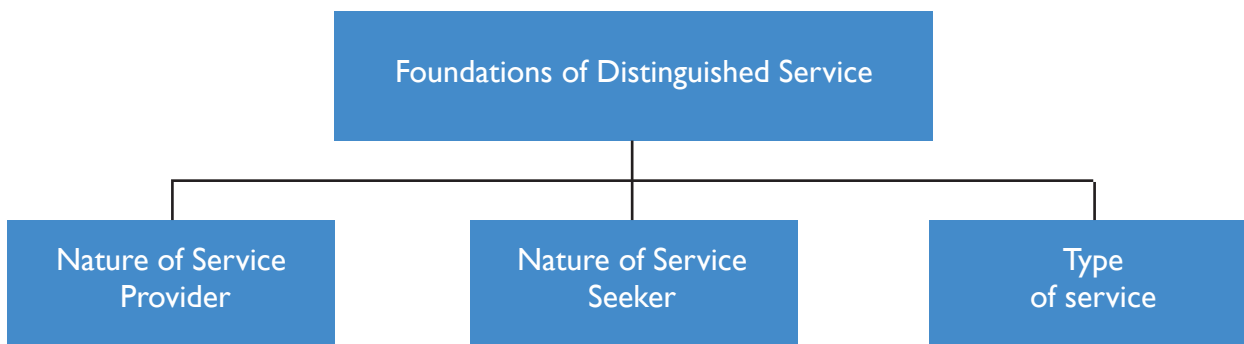 Foundations of Distinguished Service
Nature of Service
Provider
Nature of Service
Seeker
Type
of service